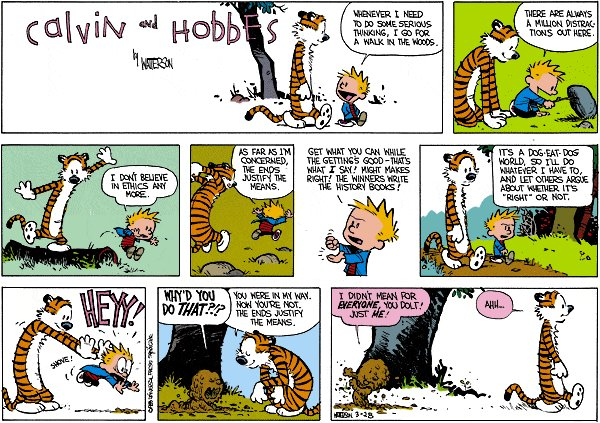 Calvin and HOBBES
by WATERSON
WHENEVER I NEED
TO DO SOME SERIOUS
THINKING, I GO FOR
A WALK IN THE WOODS.
THERE ARE ALWAYS
A MILLION DISTRAC-
TIONS OUT HERE.
I DON'T BELIEVE
IN ETHICS ANY
MORE.
AS FAR AS I'M
CONCERNED,
THE ENDS
JUSTIFY THE
MEANS.
GET WHAT YOU CAN WHILE
THE GETTING'S GOOD-THAT'S
WHAT I SAY! MIGHT MAKES
RIGHT! THE WINNERS WRITE
THE HISTORY BOOKS!
IT'S A DOG-EAT-DOG
WORLD, SO I'LL DO
WHATEVER I HAVE TO,
AND LET OTHERS ARGUE
ABOUT WHETHER IT'S
"RIGHT" OR NOT.
HEYY!
SHOVE!
WHY'D YOU
DO THAT?!?
YOU WERE IN MY WAY.
NOW YOU'RE NOT.
THE ENDS JUSTIFY
THE MEANS.
I DIDN'T MEAN FOR
EVERYONE, YOU DOLT!
JUST ME!
AHH...
WATERSON 3-28